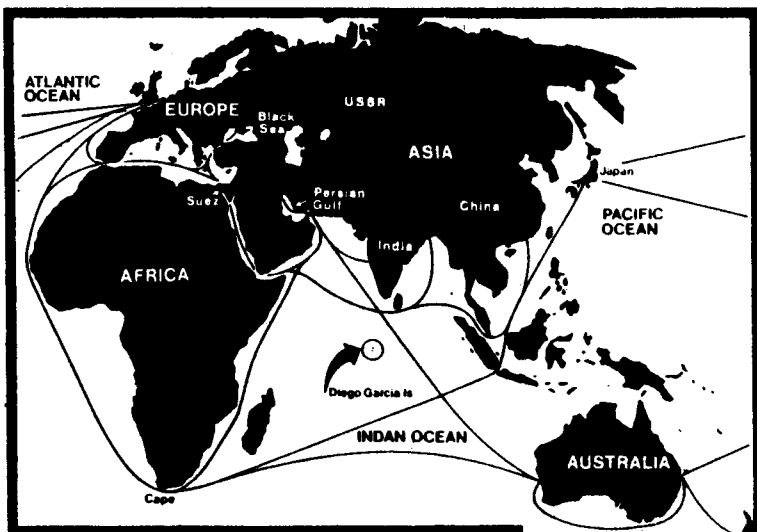 ATLANTIC
OCEAN
EUROPE
Black
Sea
USSR
ASIA
Japan
Suez
Persian
Gulf
China
PACIFIC
OCEAN
India
AFRICA
Diego Garcia Is
INDAN OCEAN
AUSTRALIA
Cape